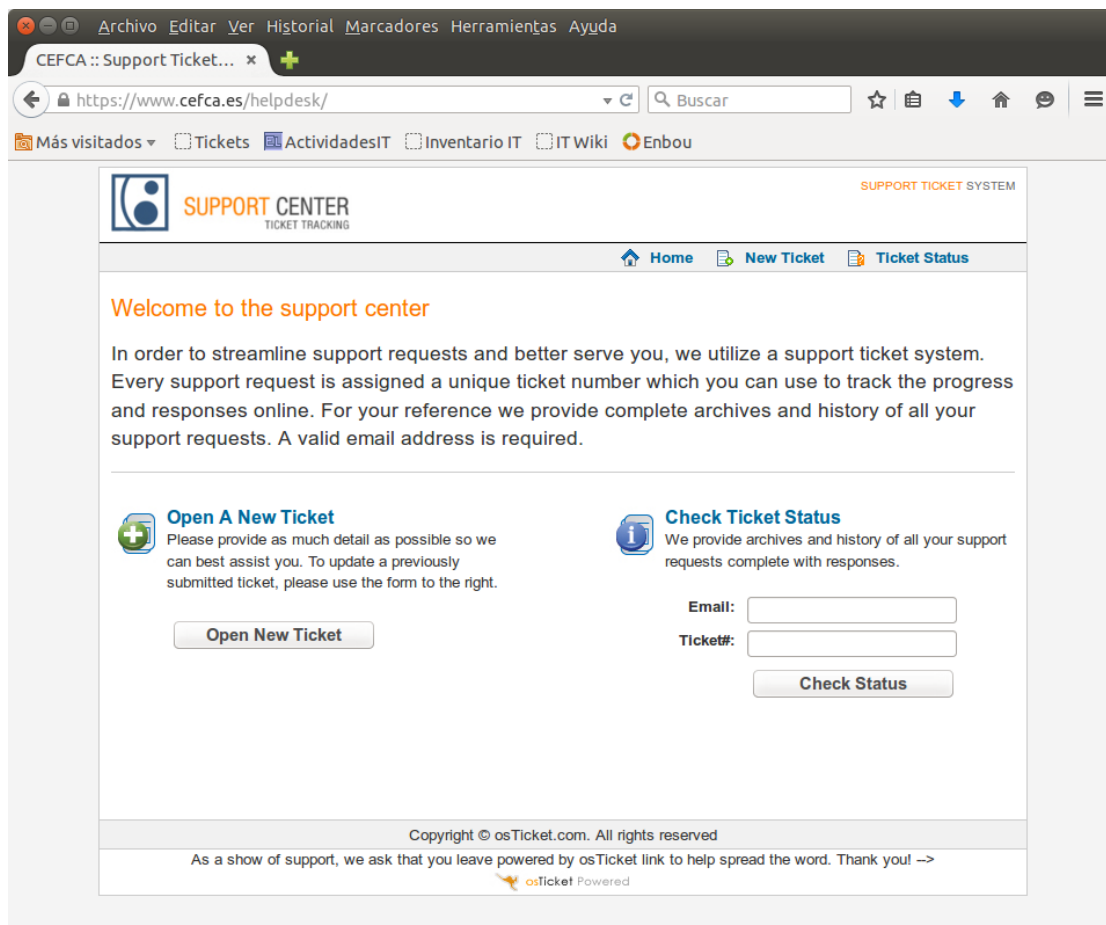 Archivo Editar Ver Historial Marcadores Herramientas Ayuda
CEFCA :: Support Ticket...
https://www.cefca.es/helpdesk/
Buscar
Más visitados Tickets ActividadesIT Inventario IT IT Wiki Enbou
SUPPORT TICKET SYSTEM
SUPPORT CENTER
TICKET TRACKING
Home New Ticket Ticket Status
Welcome to the support center
In order to streamline support requests and better serve you, we utilize a support ticket system.
Every support request is assigned a unique ticket number which you can use to track the progress
and responses online. For your reference we provide complete archives and history of all your
support requests. A valid email address is required.
Open A New Ticket
Please provide as much detail as possible so we
can best assist you. To update a previously
submitted ticket, please use the form to the right.
Open New Ticket
Check Ticket Status
We provide archives and history of all your support
requests complete with responses.
Email:
Ticket#:
Check Status
Copyright © osTicket.com. All rights reserved
As a show of support, we ask that you leave powered by osTicket link to help spread the word. Thank you! -->
osTicket Powered